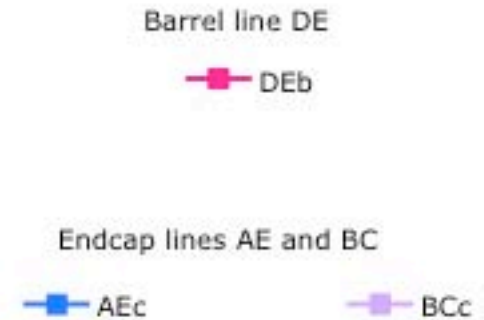 Barrel line DE
DEb
Endcap lines AE and BC
AEc BCc